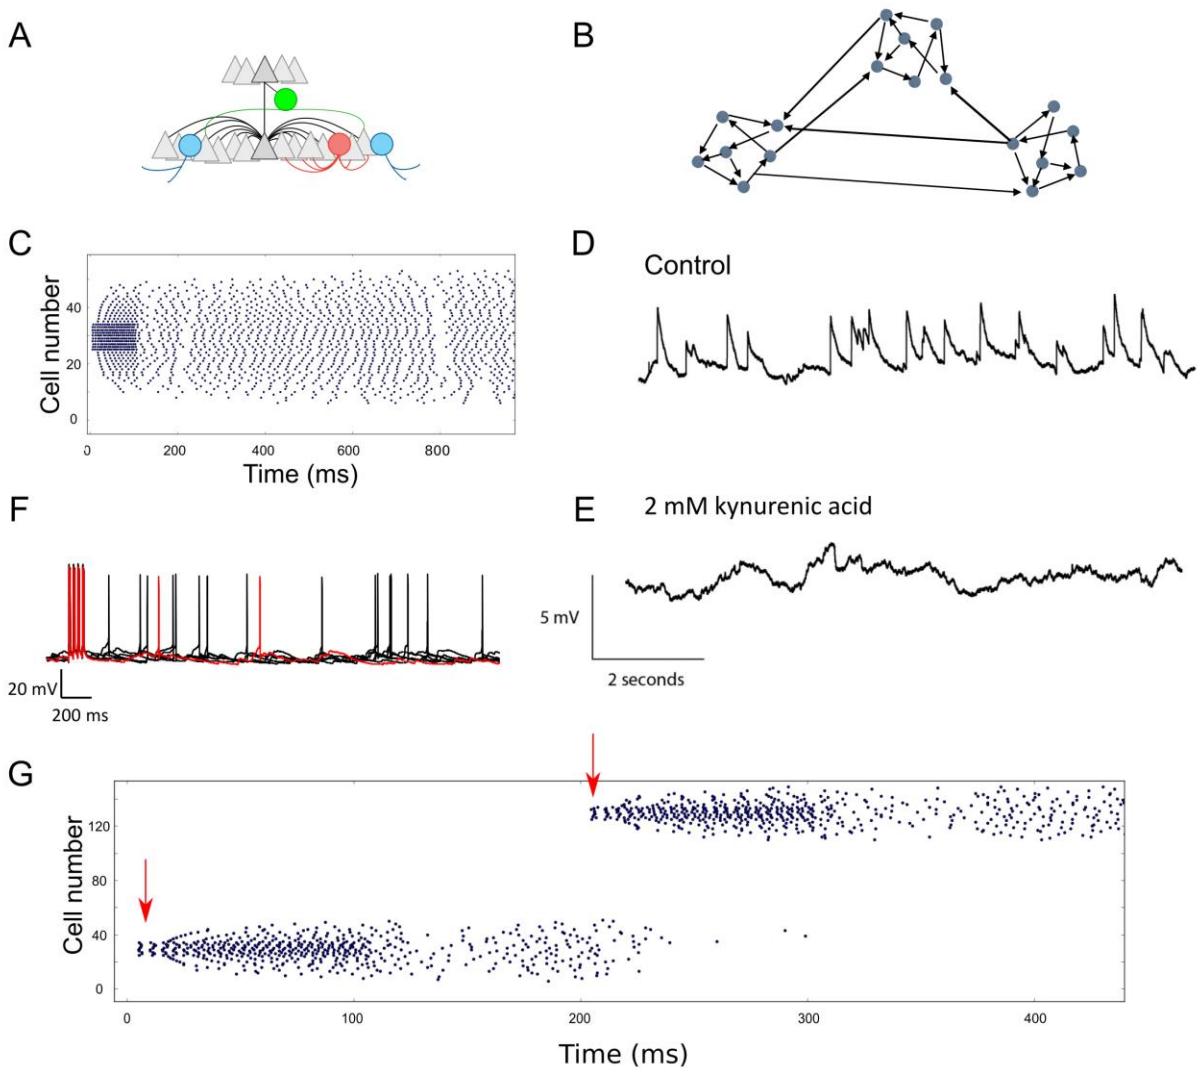 A
B
C
Cell number
40
20
0
0
200
400
600
800
Time (ms)
D
Control
F
20 mV
200 ms
E
2 mM kynurenic acid
5 mV
2 seconds
G
Cell number
120
80
40
0
0
100
200
300
400
Time (ms)